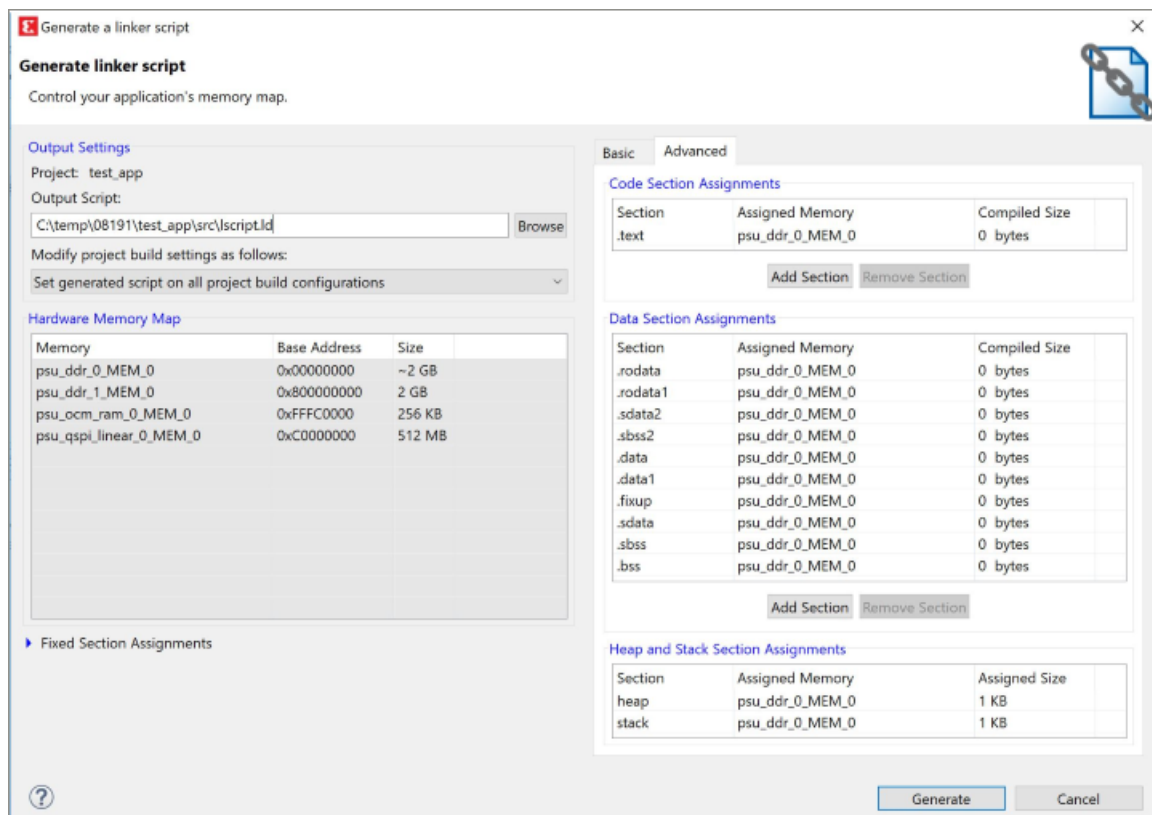 Generate a linker script
Generate linker script
Control your application's memory map.
Output Settings
Project: test_app
Output Script:
C:\temp\08191\test_app\src\lscript.ld
Browse
Modify project build settings as follows:
Set generated script on all project build configurations
Hardware Memory Map
Memory Base Address Size
psu_ddr_0_MEM_0 0x00000000 ~2 GB
psu_ddr_1_MEM_0 0x800000000 2 GB
psu_ocm_ram_0_MEM_0 0xFFFC0000 256 KB
psu_qspi_linear_0_MEM_0 0xC0000000 512 MB
Fixed Section Assignments
Basic Advanced
Code Section Assignments
Section Assigned Memory Compiled Size
.text psu_ddr_0_MEM_0 0 bytes
Add Section Remove Section
Data Section Assignments
Section Assigned Memory Compiled Size
.rodata psu_ddr_0_MEM_0 0 bytes
.rodata1 psu_ddr_0_MEM_0 0 bytes
.sdata2 psu_ddr_0_MEM_0 0 bytes
.sbss2 psu_ddr_0_MEM_0 0 bytes
.data psu_ddr_0_MEM_0 0 bytes
.data1 psu_ddr_0_MEM_0 0 bytes
.fixup psu_ddr_0_MEM_0 0 bytes
.sdata psu_ddr_0_MEM_0 0 bytes
.sbss psu_ddr_0_MEM_0 0 bytes
.bss psu_ddr_0_MEM_0 0 bytes
Add Section Remove Section
Heap and Stack Section Assignments
Section Assigned Memory Assigned Size
heap psu_ddr_0_MEM_0 1 KB
stack psu_ddr_0_MEM_0 1 KB
?
Generate Cancel